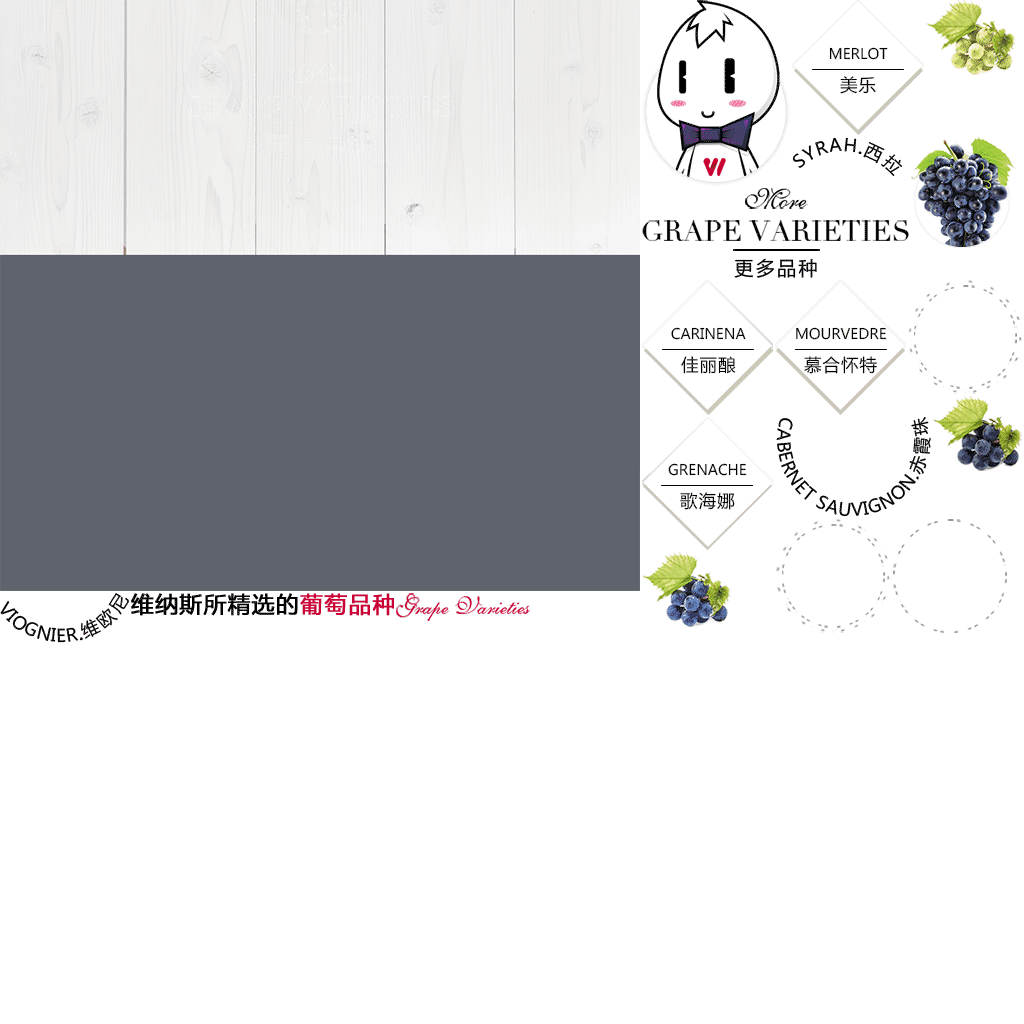 MERLOT
美乐
SYRAH.西拉
More
GRAPE VARIETIES
更多品种
CARINENA
佳丽酿
MOURVEDRE
慕合怀特
CABERNET SAUVIGNON.赤霞珠
GRENACHE
歌海娜
VIOGNIER.维欧尼
维纳斯所精选的葡萄品种Grape Varieties